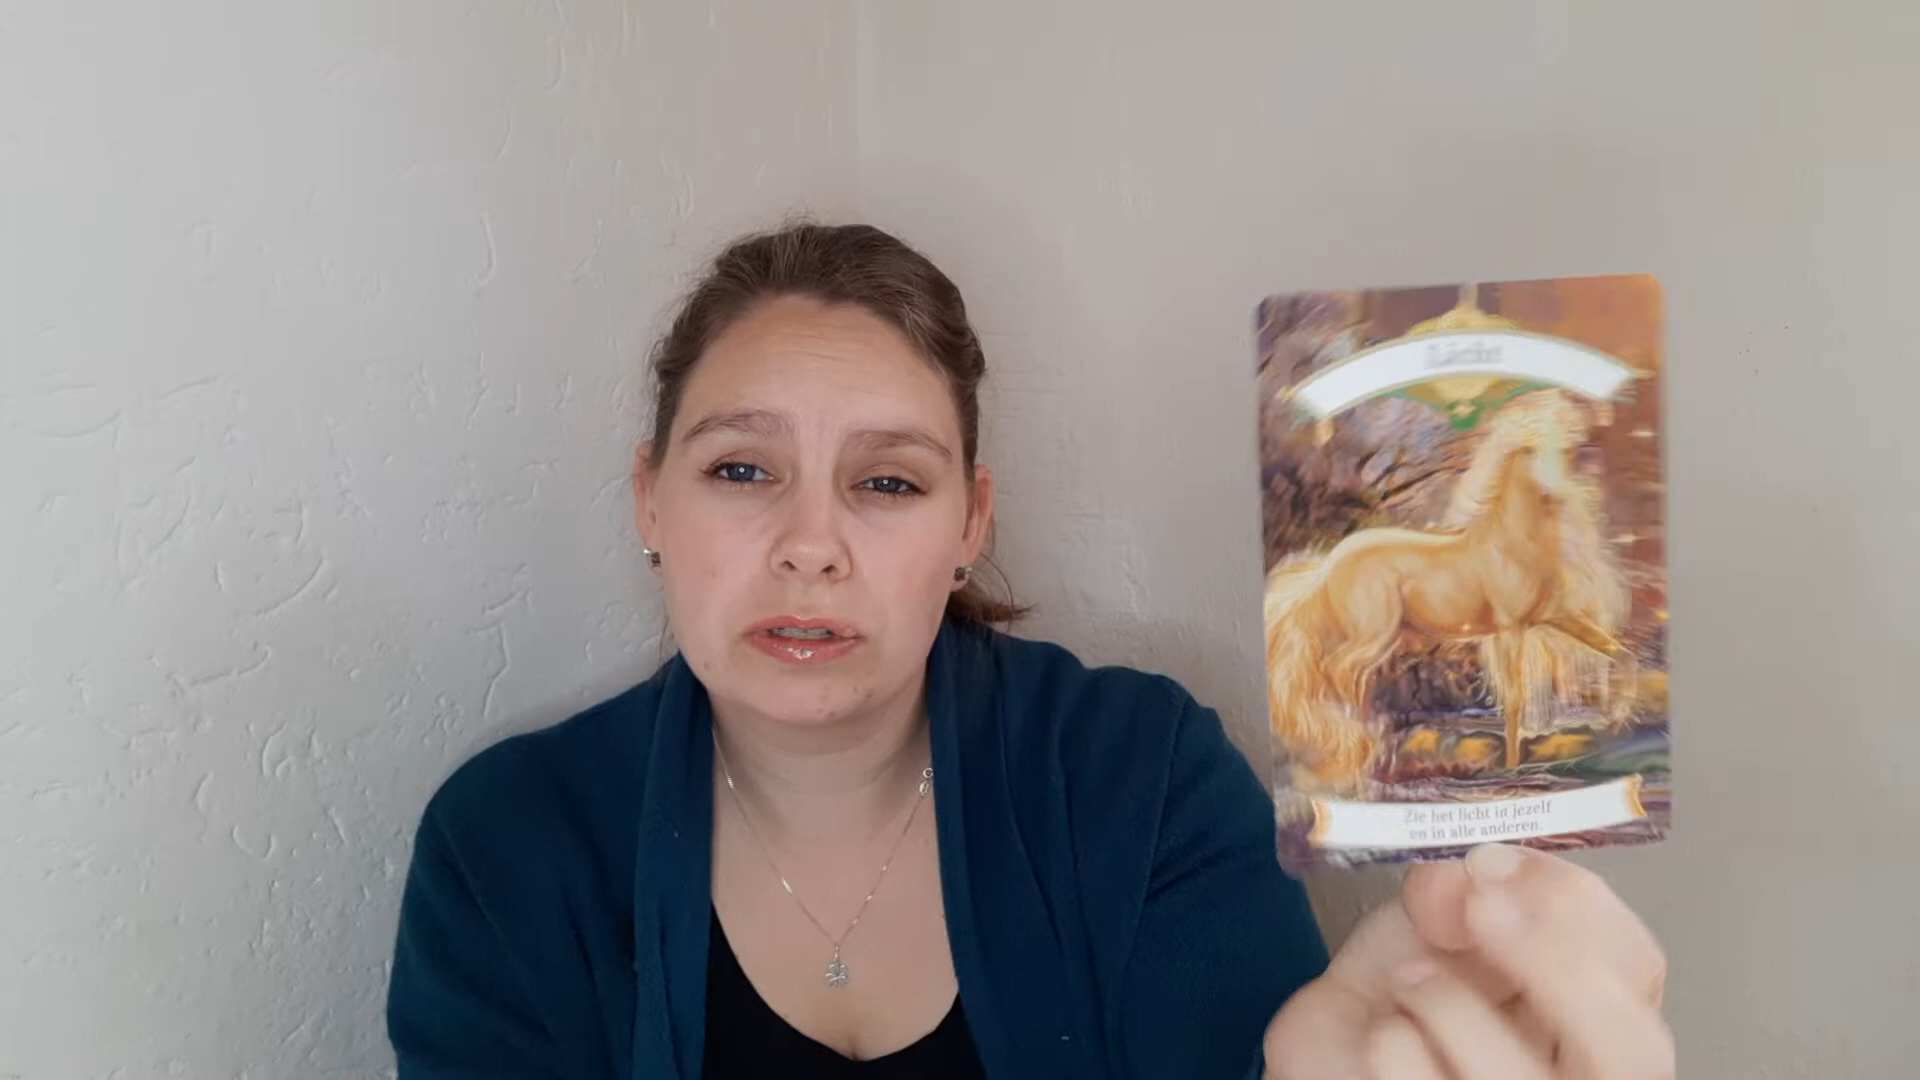 Zie het licht in jezelf
en in alle anderen.